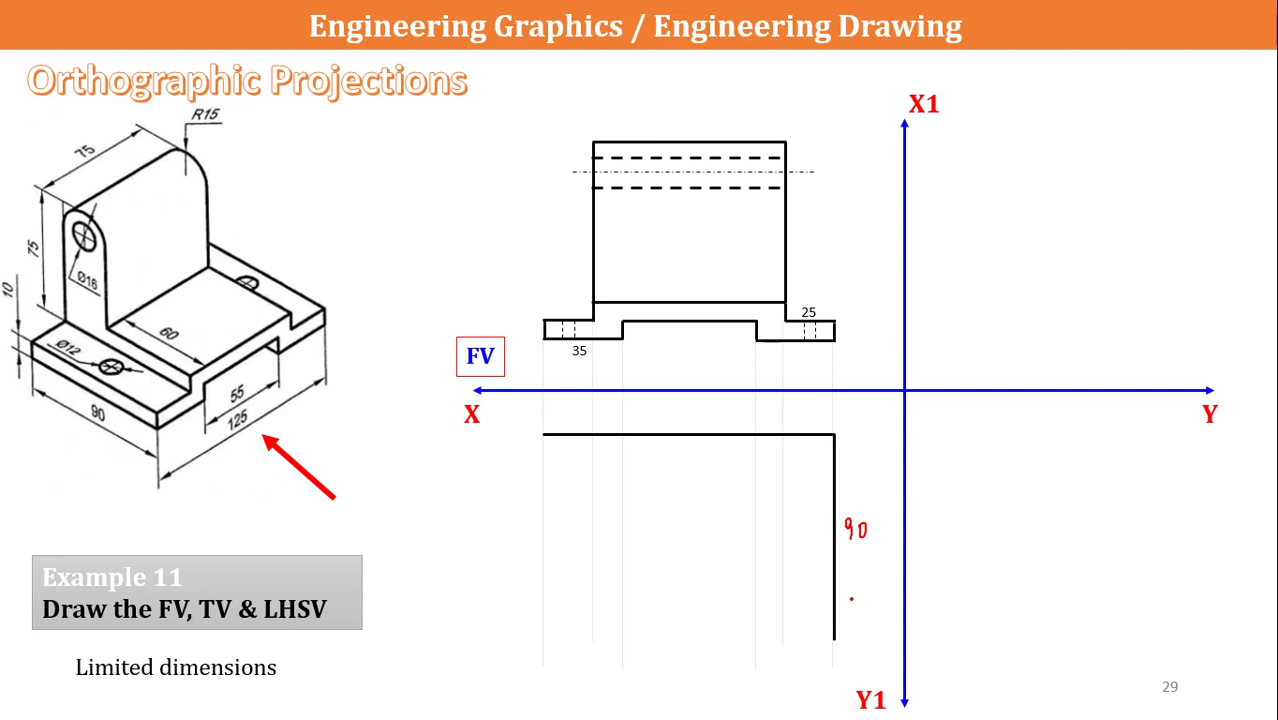 Engineering Graphics / Engineering Drawing
Orthographic Projections
R15
75
75
10
Ø16
60
Ø12
90
55
125
Example 11
Draw the FV, TV & LHSV
Limited dimensions
X1
25
35
FV
X
Y
90
Y1
29